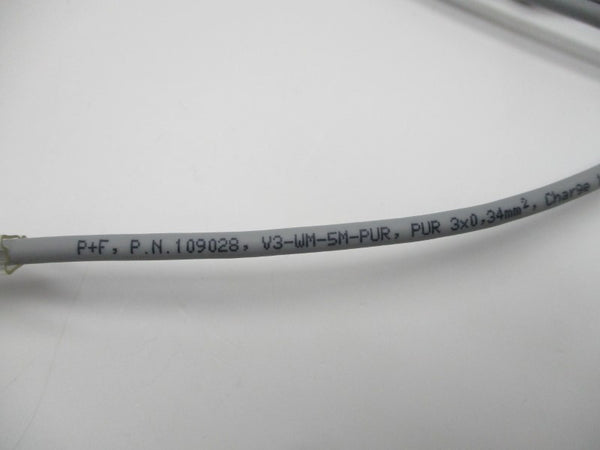 P+F, P.N.109028, V3-WM-5M-PUR, PUR 3x0,34mm², Charge